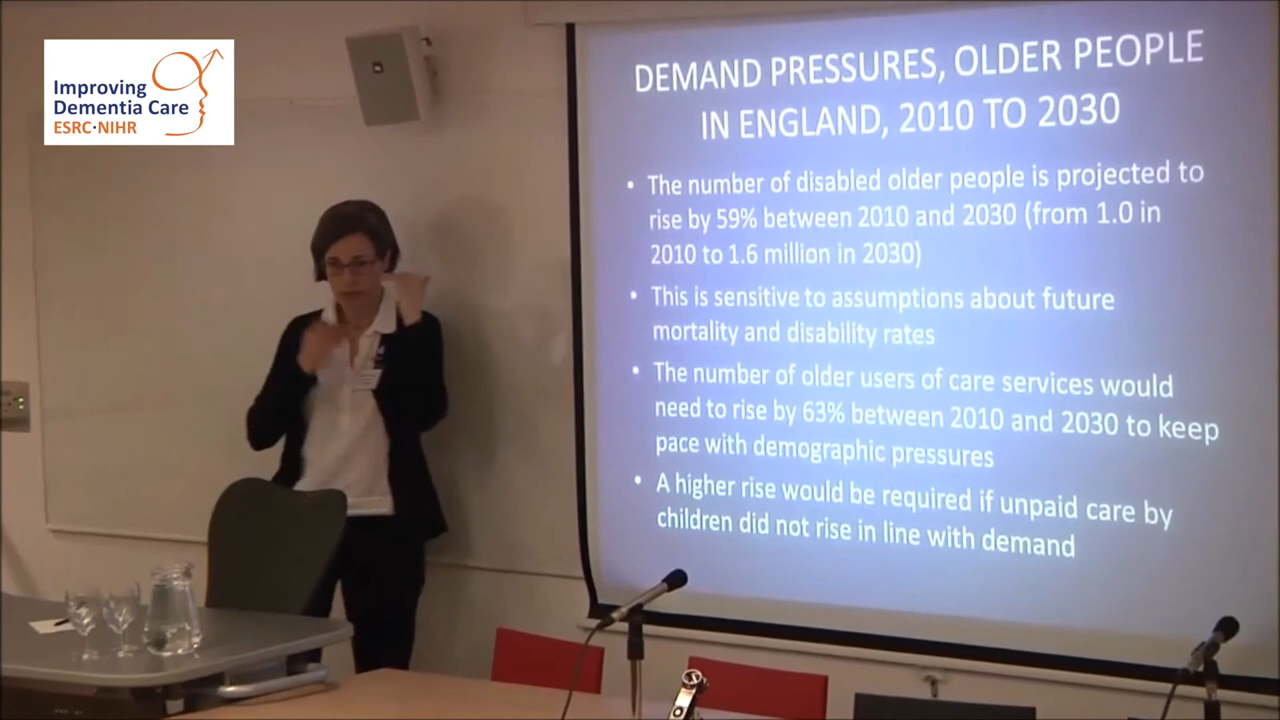 Improving
Dementia Care
ESRC·NIHR
DEMAND PRESSURES, OLDER PEOPLE
IN ENGLAND, 2010 TO 2030
• The number of disabled older people is projected to
rise by 59% between 2010 and 2030 (from 1.0 in
2010 to 1.6 million in 2030)
• This is sensitive to assumptions about future
mortality and disability rates
• The number of older users of care services would
need to rise by 63% between 2010 and 2030 to keep
pace with demographic pressures
• A higher rise would be required if unpaid care by
children did not rise in line with demand